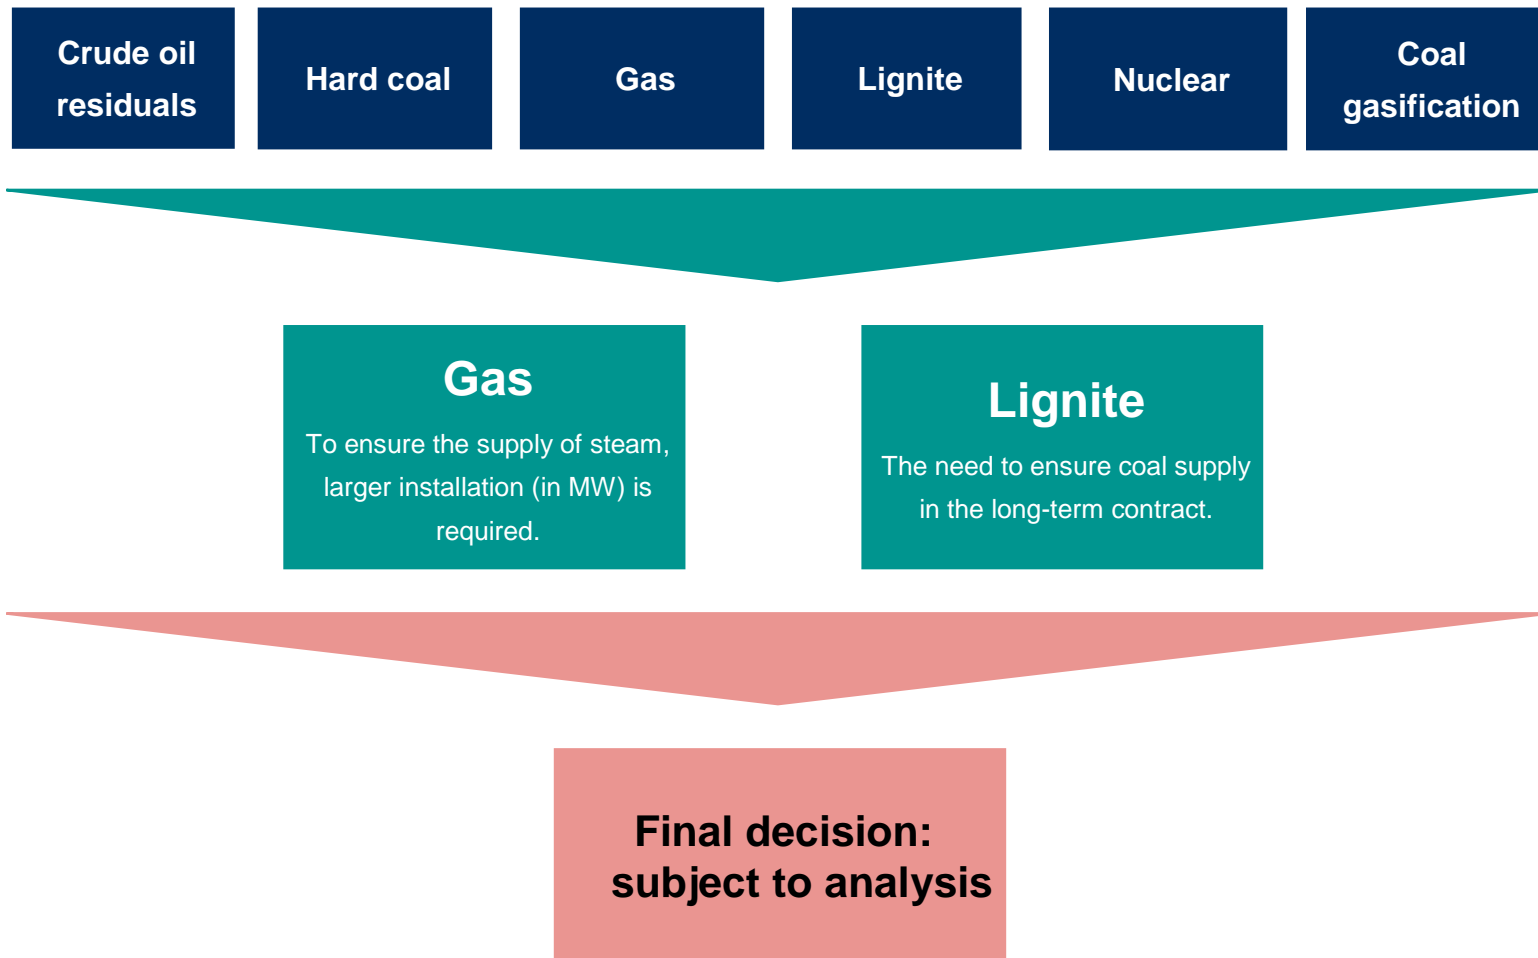 Crude oil
residuals
Hard coal
Gas
Lignite
Nuclear
Coal
gasification
Gas
To ensure the supply of steam,
larger installation (in MW) is
required.
Lignite
The need to ensure coal supply
in the long-term contract.
Final decision:
subject to analysis